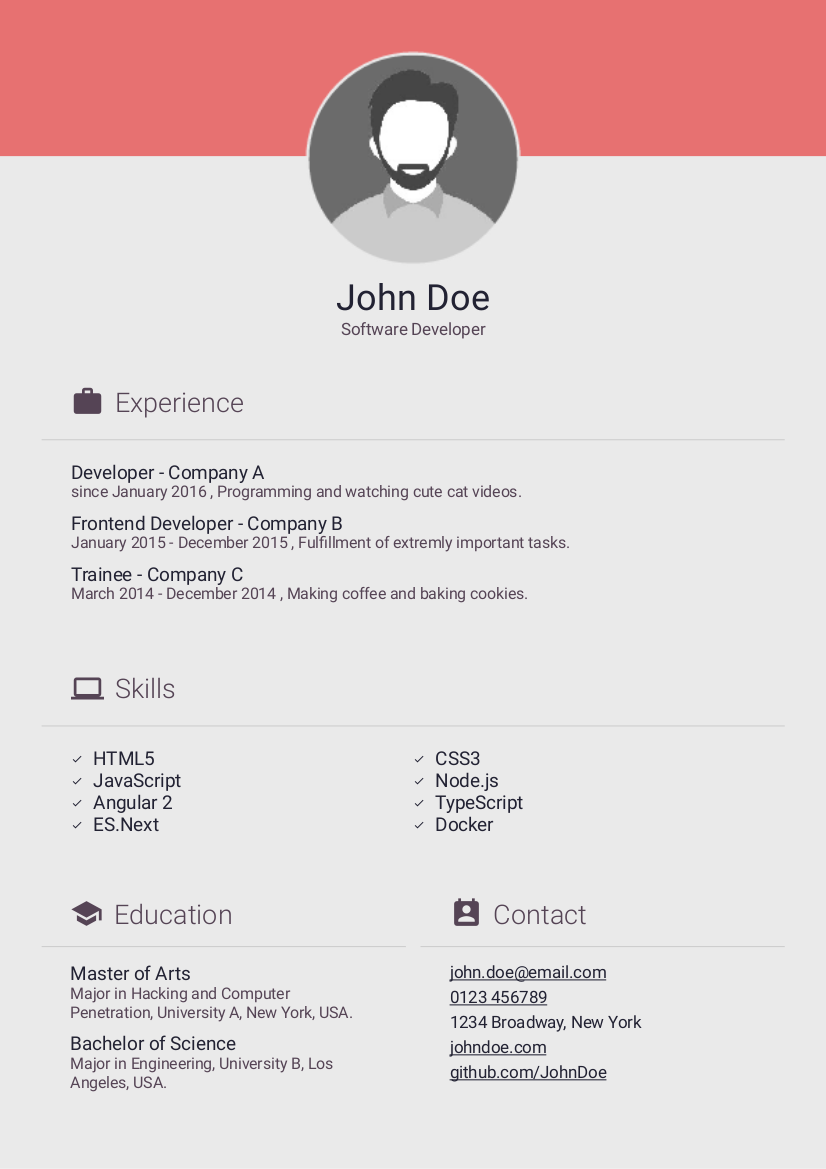 John Doe
Software Developer
Experience
Developer - Company A
since January 2016 , Programming and watching cute cat videos.
Frontend Developer - Company B
January 2015 - December 2015 , Fulfillment of extremly important tasks.
Trainee - Company C
March 2014 - December 2014 , Making coffee and baking cookies.
Skills
HTML5
JavaScript
Angular 2
ES.Next
CSS3
Node.js
TypeScript
Docker
Education
Master of Arts
Major in Hacking and Computer
Penetration, University A, New York, USA.
Bachelor of Science
Major in Engineering, University B, Los
Angeles, USA.
Contact
john.doe@email.com
0123 456789
1234 Broadway, New York
johndoe.com
github.com/JohnDoe